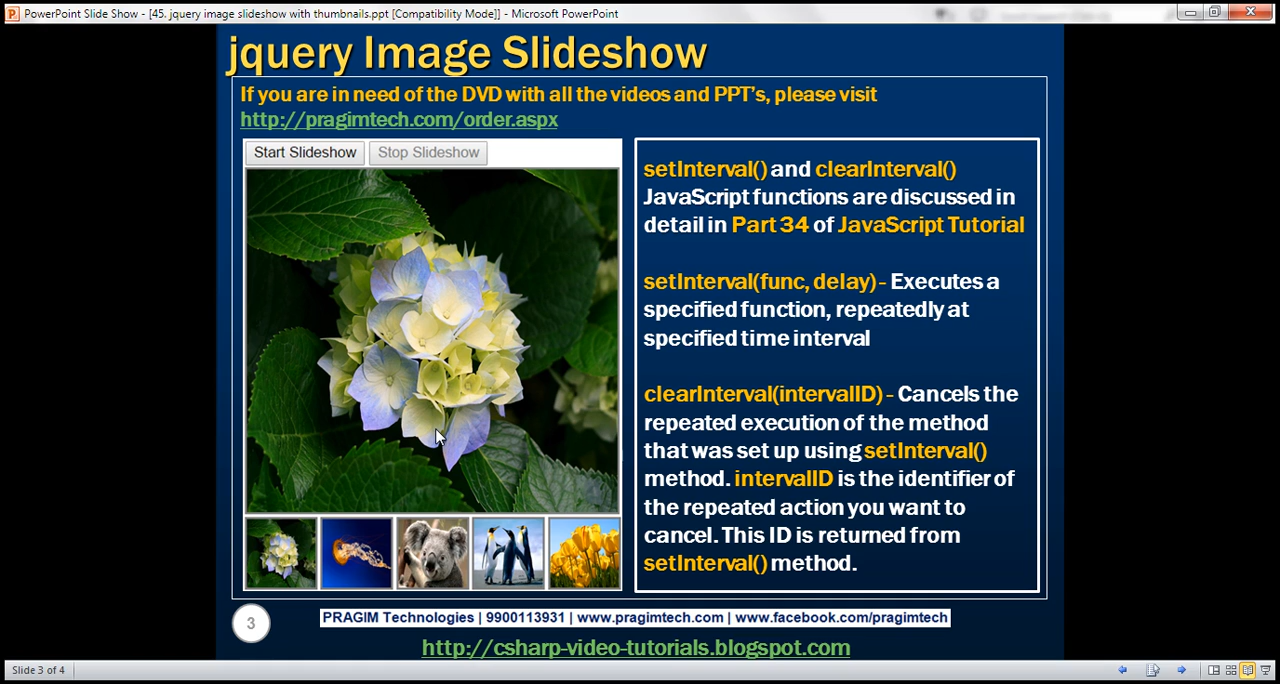 PowerPoint Slide Show - [45. jquery image slideshow with thumbnails.ppt [Compatibility Mode]] - Microsoft PowerPoint
jquery Image Slideshow
If you are in need of the DVD with all the videos and PPT's, please visit
http://pragimtech.com/order.aspx
Start Slideshow Stop Slideshow
setInterval() and clearInterval()
JavaScript functions are discussed in
detail in Part 34 of JavaScript Tutorial
setInterval(func, delay) - Executes a
specified function, repeatedly at
specified time interval
clearInterval(intervalID) - Cancels the
repeated execution of the method
that was set up using setInterval()
method. intervalID is the identifier of
the repeated action you want to
cancel. This ID is returned from
setInterval() method.
3
PRAGIM Technologies | 9900113931 | www.pragimtech.com | www.facebook.com/pragimtech
http://csharp-video-tutorials.blogspot.com
Slide 3 of 4